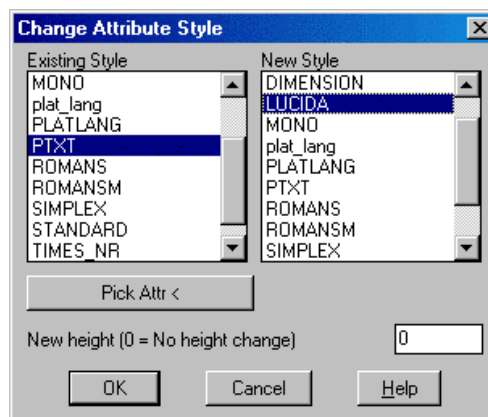 Change Attribute Style
Existing Style
MONO
plat_lang
PLATLANG
PTXT
ROMANS
ROMANSM
SIMPLEX
STANDARD
TIMES_NR
New Style
DIMENSION
LUCIDA
MONO
plat_lang
PLATLANG
PTXT
ROMANS
ROMANSM
SIMPLEX
Pick Attr <
New height (0 = No height change)
0
OK
Cancel
Help